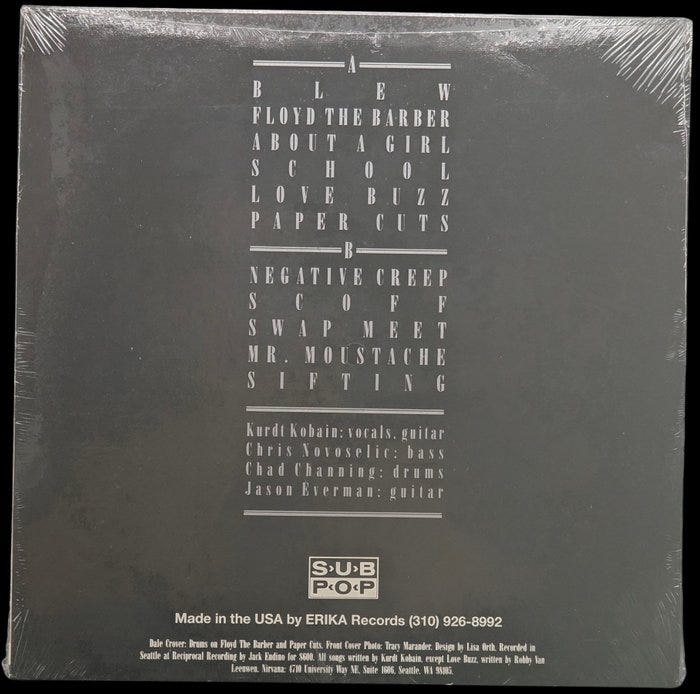 A
BLEW
FLOYD THE BARBER
ABOUT A GIRL
SCHOOL
LOVE BUZZ
PAPER CUTS
B
NEGATIVE CREEP
SCOFF
SWAP MEET
MR. MOUSTACHE
SIFTING
Kurdt Kobain: vocals, guitar
Chris Novoselic: bass
Chad Channing: drums
Jason Everman: guitar
SUB
POP
Made in the USA by ERIKA Records (310) 926-8992
Dale Crover: Drums on Floyd The Barber and Paper Cuts. Front Cover Photo: Tracy Marander. Design by Lisa Orth. Recorded in
Seattle at Reciprocal Recording by Jack Endino for $600. All songs written by Kurdt Kobain, except Love Buzz, written by Robby Van
Leeuwen. Nirvana: 4710 University Way NE, Suite 1606, Seattle, WA 98105.